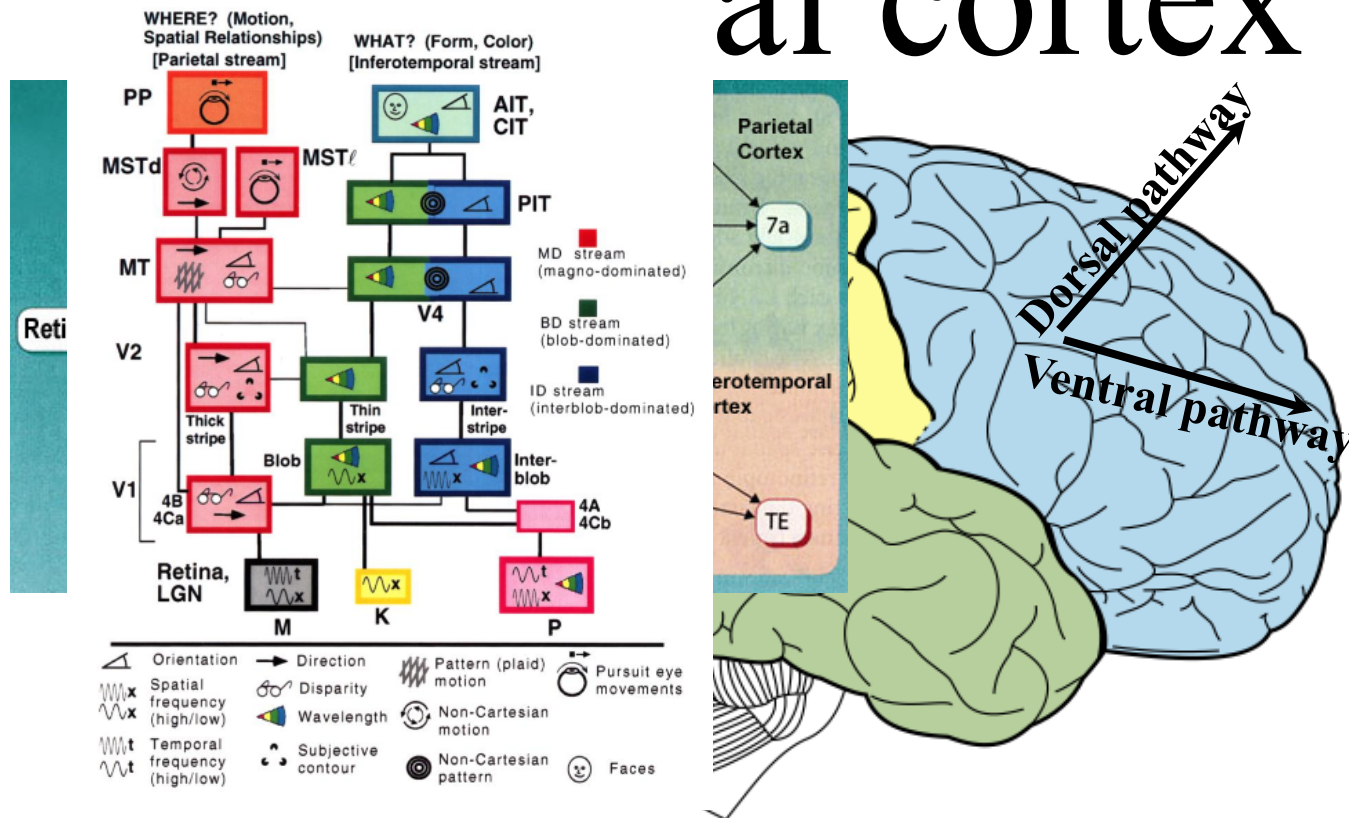 al cortex
WHERE? (Motion,
Spatial Relationships)
[Parietal stream]
WHAT? (Form, Color)
[Inferotemporal stream]
PP
AIT,
CIT
MSTd
MSTℓ
PIT
MT
V4
MD stream
(magno-dominated)
BD stream
(blob-dominated)
ID stream
(interblob-dominated)
V2
Thick
stripe
Thin
stripe
Inter-
stripe
V1
Blob
Inter-
blob
4B
4Ca
4A
4Cb
Retina,
LGN
t
x
x
x
x
t
x
M
K
P
Orientation
Direction
Pattern (plaid)
motion
Pursuit eye
movements
x
x
Spatial
frequency
(high/low)
Disparity
Wavelength
Non-Cartesian
motion
t
t
Temporal
frequency
(high/low)
Subjective
contour
Non-Cartesian
pattern
Faces
Reti
Parietal
Cortex
7a
erotemporal
rtex
TE
Dorsal pathway
Ventral pathway